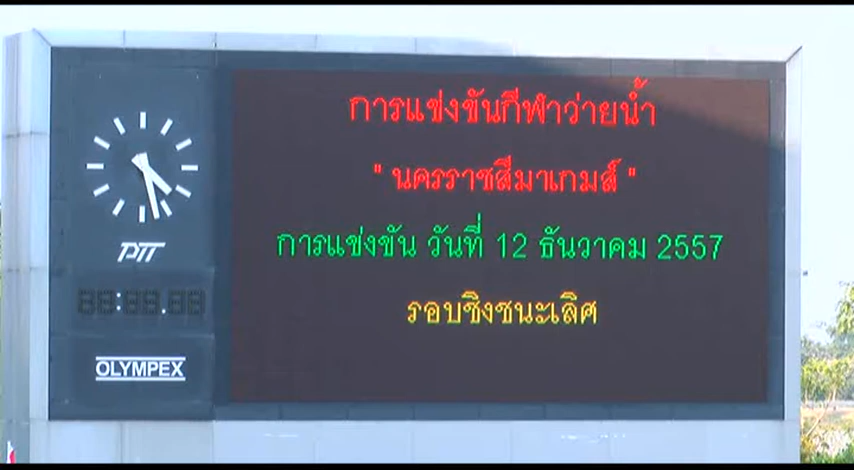 การแข่งขันกีฬาว่ายน้ำ
" นครราชสีมาเกมส์ "
การแข่งขัน วันที่ 12 ธันวาคม 2557
รอบชิงชนะเลิศ
PTT
OLYMPEX